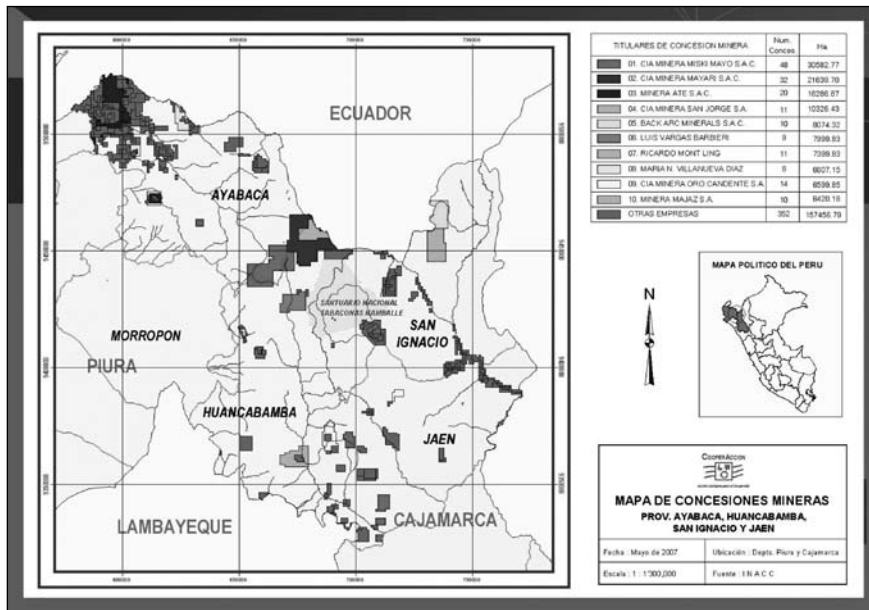 ECUADOR
AYABACA
SANTUARIO NACIONAL
TABACONAS NAMBALLE
SAN
IGNACIO
MORROPON
PIURA
HUANCABAMBA
JAEN
LAMBAYEQUE
CAJAMARCA
TITULARES DE CONCESION MINERA Num. Conces Ha
01. CIA MINERA MISKI MAYO S.A.C. 48 30582.77
02. CIA MINERA MAYARI S.A.C. 32 21639.70
03. MINERA ATE S.A.C. 20 16286.67
04. CIA MINERA SAN JORGE S.A. 11 10326.43
05. BACK ARC MINERALS S.A.C. 10 8074.32
06. LUIS VARGAS BARBIERI 7999.83
07. RICARDO MONT LING 11 7399.83
08. MARIA N. VILLANUEVA DIAZ 6607.15
09. CIA MINERA ORO CANDENTE S.A. 14 6599.85
10. MINERA MAJAZ S.A. 10 6420.18
OTRAS EMPRESAS 352 157456.79
MAPA POLITICO DEL PERU
N
COOPERACCION
MAPA DE CONCESIONES MINERAS
PROV. AYABACA, HUANCABAMBA,
SAN IGNACIO Y JAEN
Fecha : Mayo de 2007 Ubicación : Depts. Piura y Cajamarca
Escala : 1 : 1'300,000 Fuente : I N A C C